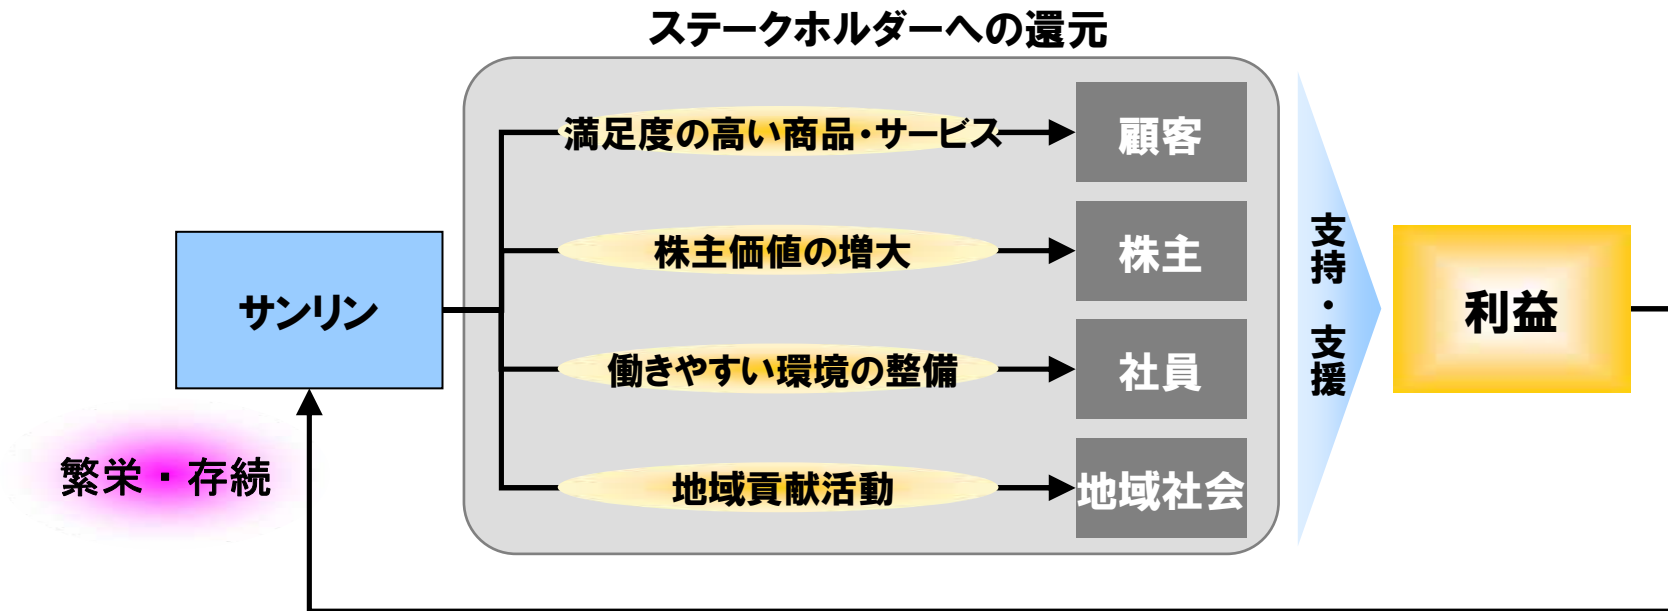 ステークホルダーへの還元
満足度の高い商品・サービス
顧客
株主価値の増大
株主
サンリン
働きやすい環境の整備
社員
地域貢献活動
地域社会
支持・支援
利益
繁栄・存続